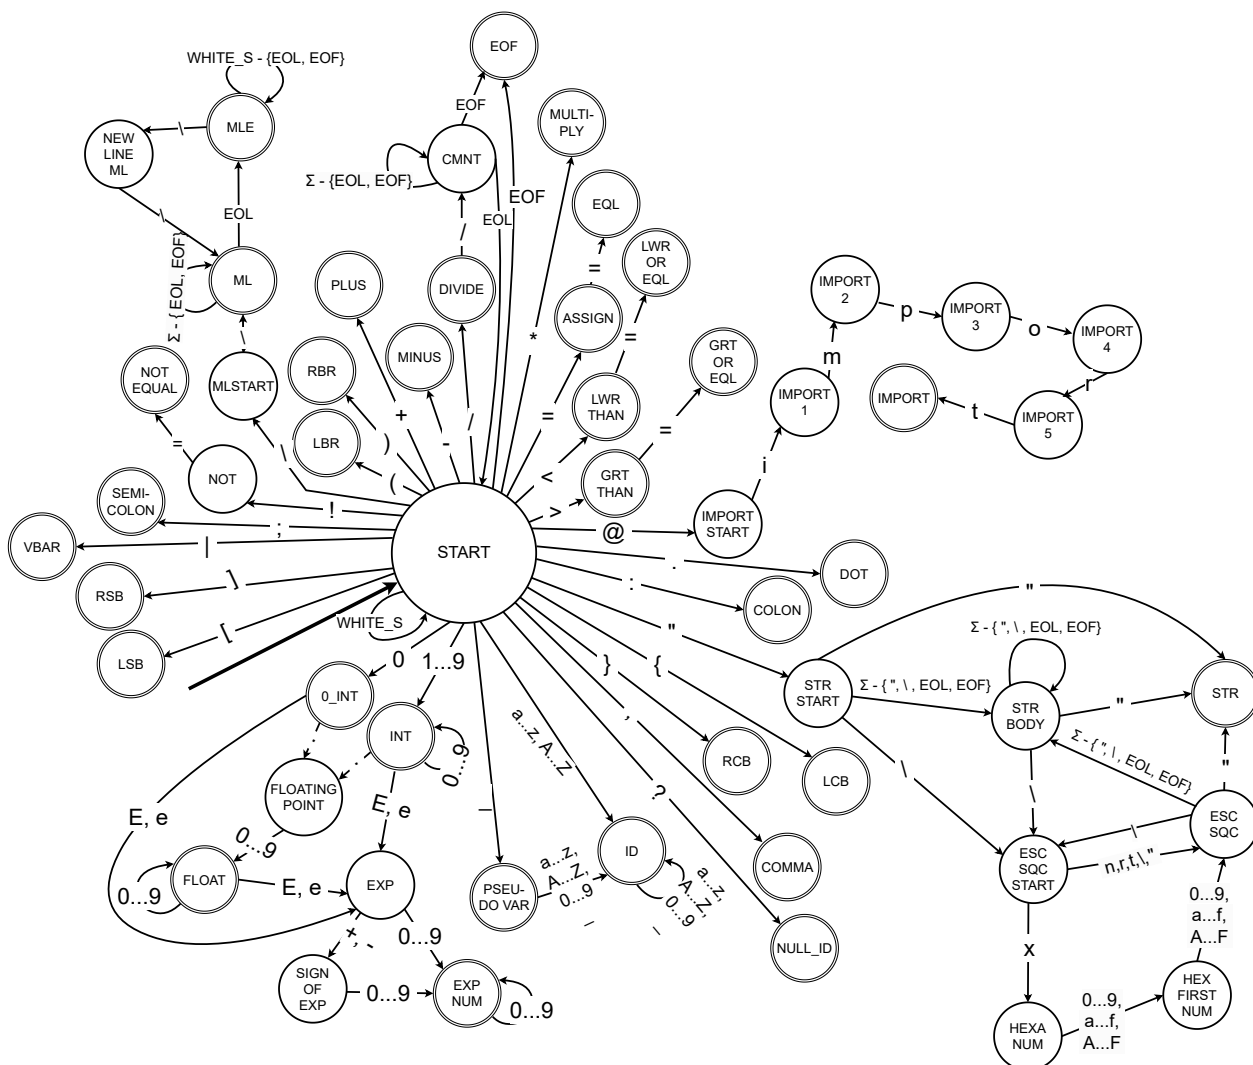 EOF
WHITE_S - {EOL, EOF}
MULTI-
PLY
EOF
MLE
\
NEW
LINE
ML
CMNT
Σ - {EOL, EOF}
EOF
EQL
EOL
EOL
\
/
LWR
OR
EQL
=
Σ - {EOL, EOF}
ML
PLUS
DIVIDE
IMPORT
2
p
IMPORT
3
o
IMPORT
4
ASSIGN
*
=
\
MINUS
m
GRT
OR
EQL
RBR
NOT
EQUAL
MLSTART
r
IMPORT
LWR
THAN
IMPORT
1
t
IMPORT
5
+
=
/
LBR
)
-
=
=
\
<
i
NOT
(
GRT
THAN
SEMI-
COLON
!
>
IMPORT
START
;
@
VBAR
|
START
.
DOT
]
:
RSB
COLON
"
WHITE_S
[
"
Σ - { ", \ , EOL, EOF}
LSB
0
1...9
}
{
STR
START
Σ - { ", \ , EOL, EOF}
STR
BODY
"
STR
0_INT
a...z, A...Z
,
.
INT
.
0...9
RCB
LCB
Σ - { ", \ , EOL, EOF}
"
\
\
FLOATING
POINT
?
E, e
E, e
_
ESC
SQC
\
0...9
ID
a...z,
A...Z,
0...9
_
COMMA
ESC
SQC
START
n,r,t,\,"
FLOAT
E, e
EXP
PSEU-
DO VAR
a...z,
A...Z,
0...9
_
0...9
+, -
0...9
NULL_ID
0...9,
a...f,
A...F
x
SIGN
OF
EXP
0...9
EXP
NUM
0...9
HEX
FIRST
NUM
0...9,
a...f,
A...F
HEXA
NUM